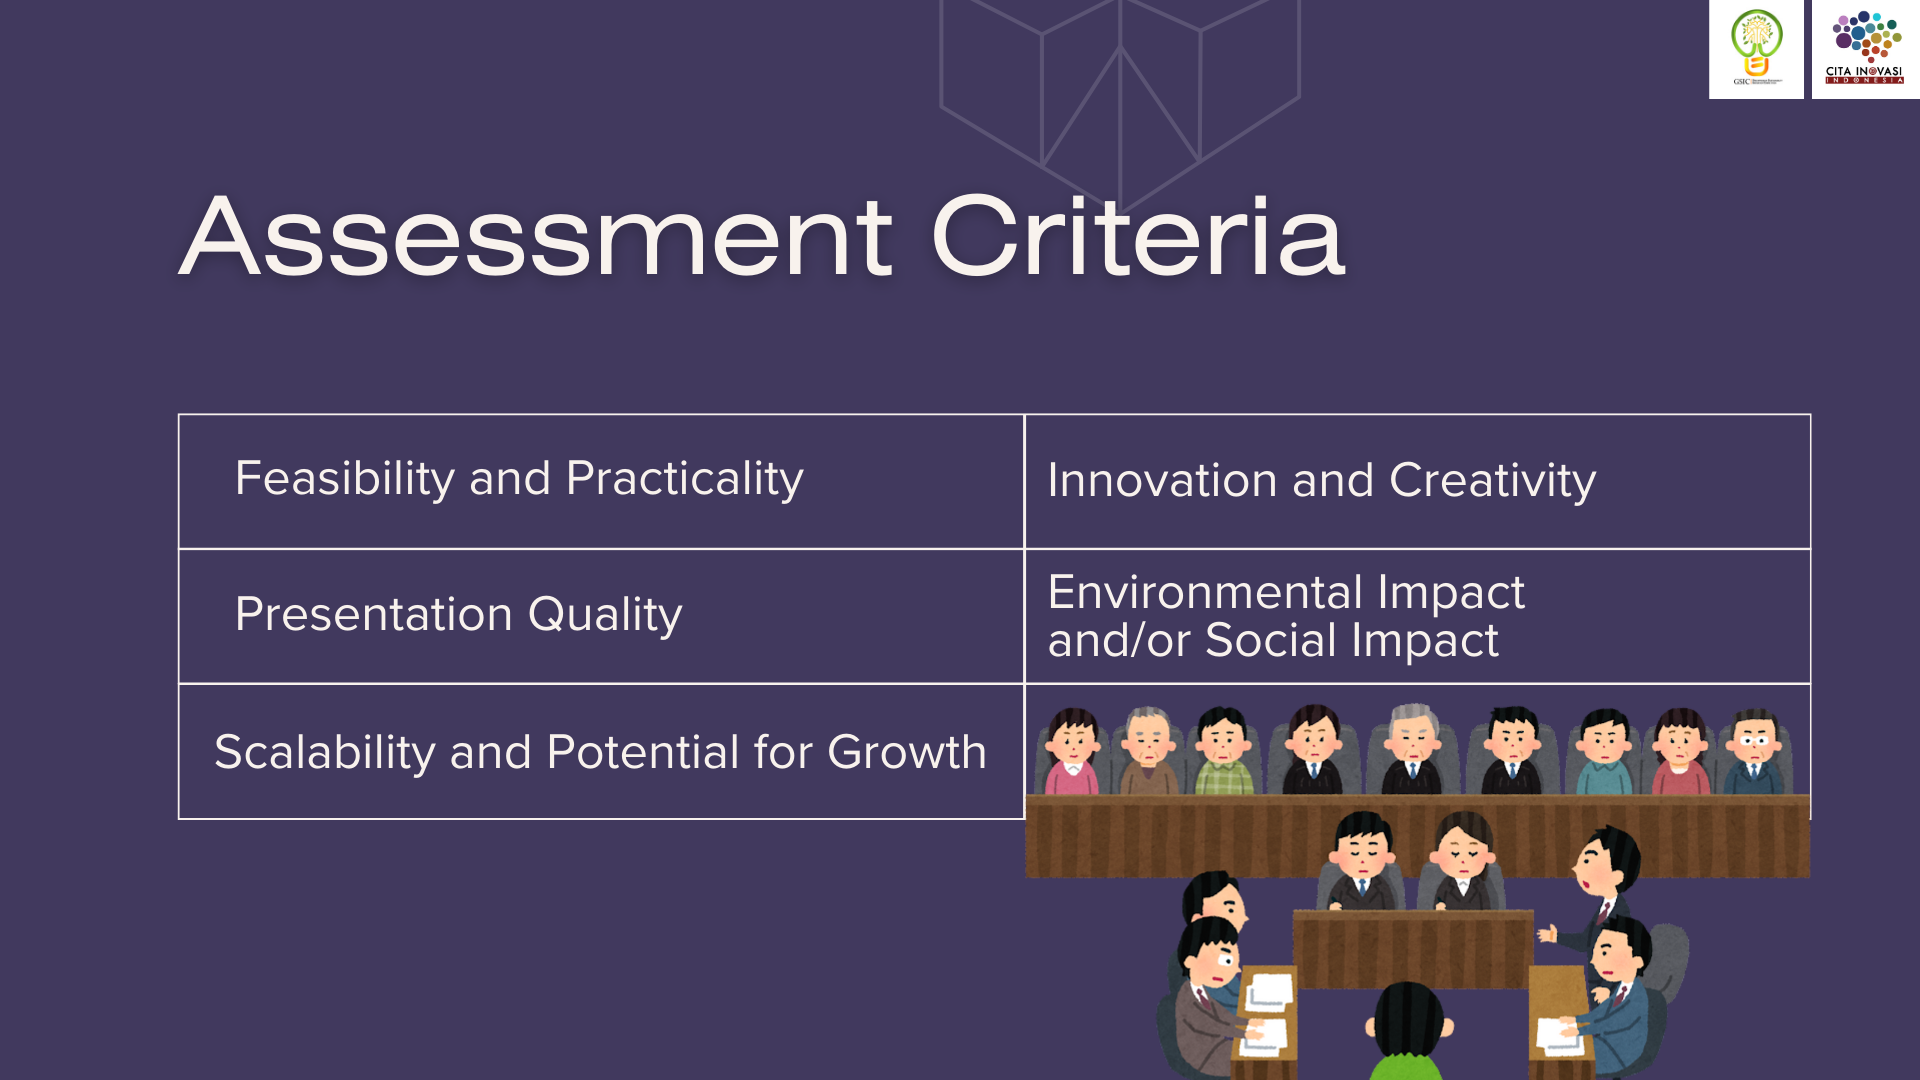 CITA INOVASI
INDONESIA
GSIC
Assessment Criteria
Feasibility and Practicality
Innovation and Creativity
Presentation Quality
Environmental Impact
and/or Social Impact
Scalability and Potential for Growth